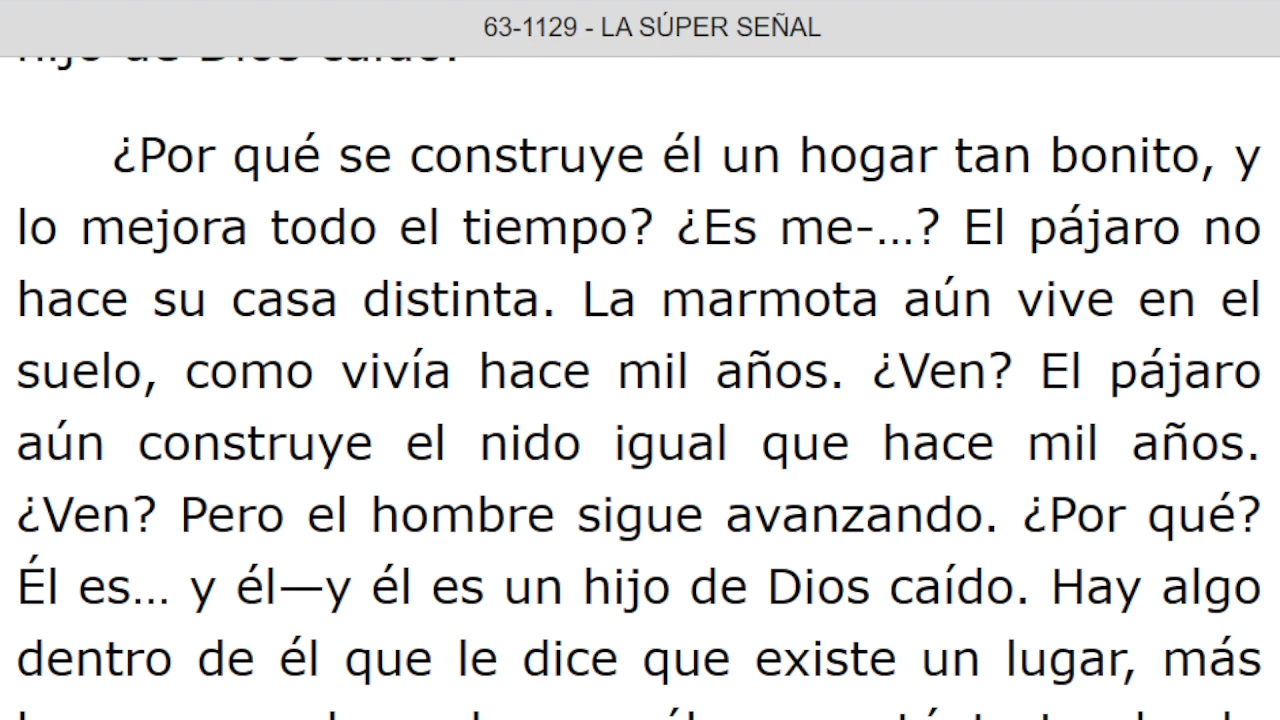 63-1129 - LA SÚPER SEÑAL
hijo de Dios caído.
¿Por qué se construye él un hogar tan bonito, y
lo mejora todo el tiempo? ¿Es me-…? El pájaro no
hace su casa distinta. La marmota aún vive en el
suelo, como vivía hace mil años. ¿Ven? El pájaro
aún construye el nido igual que hace mil años.
¿Ven? Pero el hombre sigue avanzando. ¿Por qué?
Él es… y él—y él es un hijo de Dios caído. Hay algo
dentro de él que le dice que existe un lugar, más